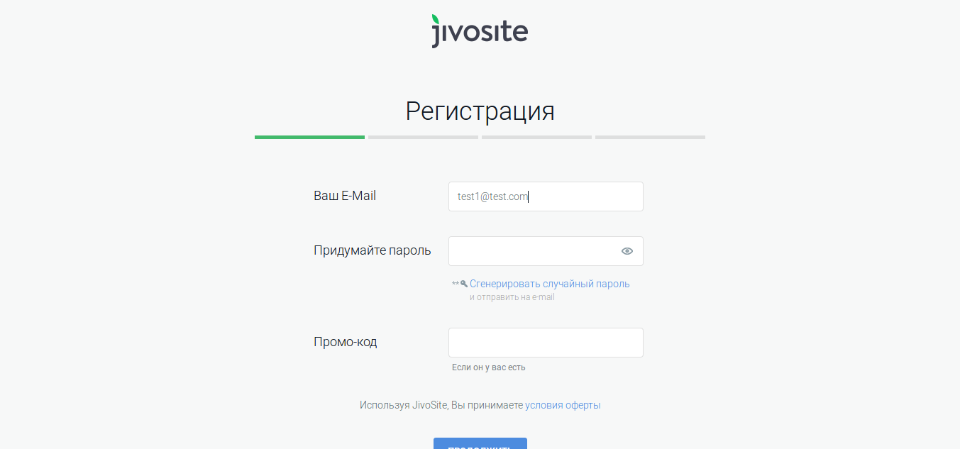 jivosite
Регистрация
Ваш E-Mail
test1@test.com
Придумайте пароль
Сгенерировать случайный пароль
и отправить на e-mail
Промо-код
Если он у вас есть
Используя JivoSite, Вы принимаете условия оферты